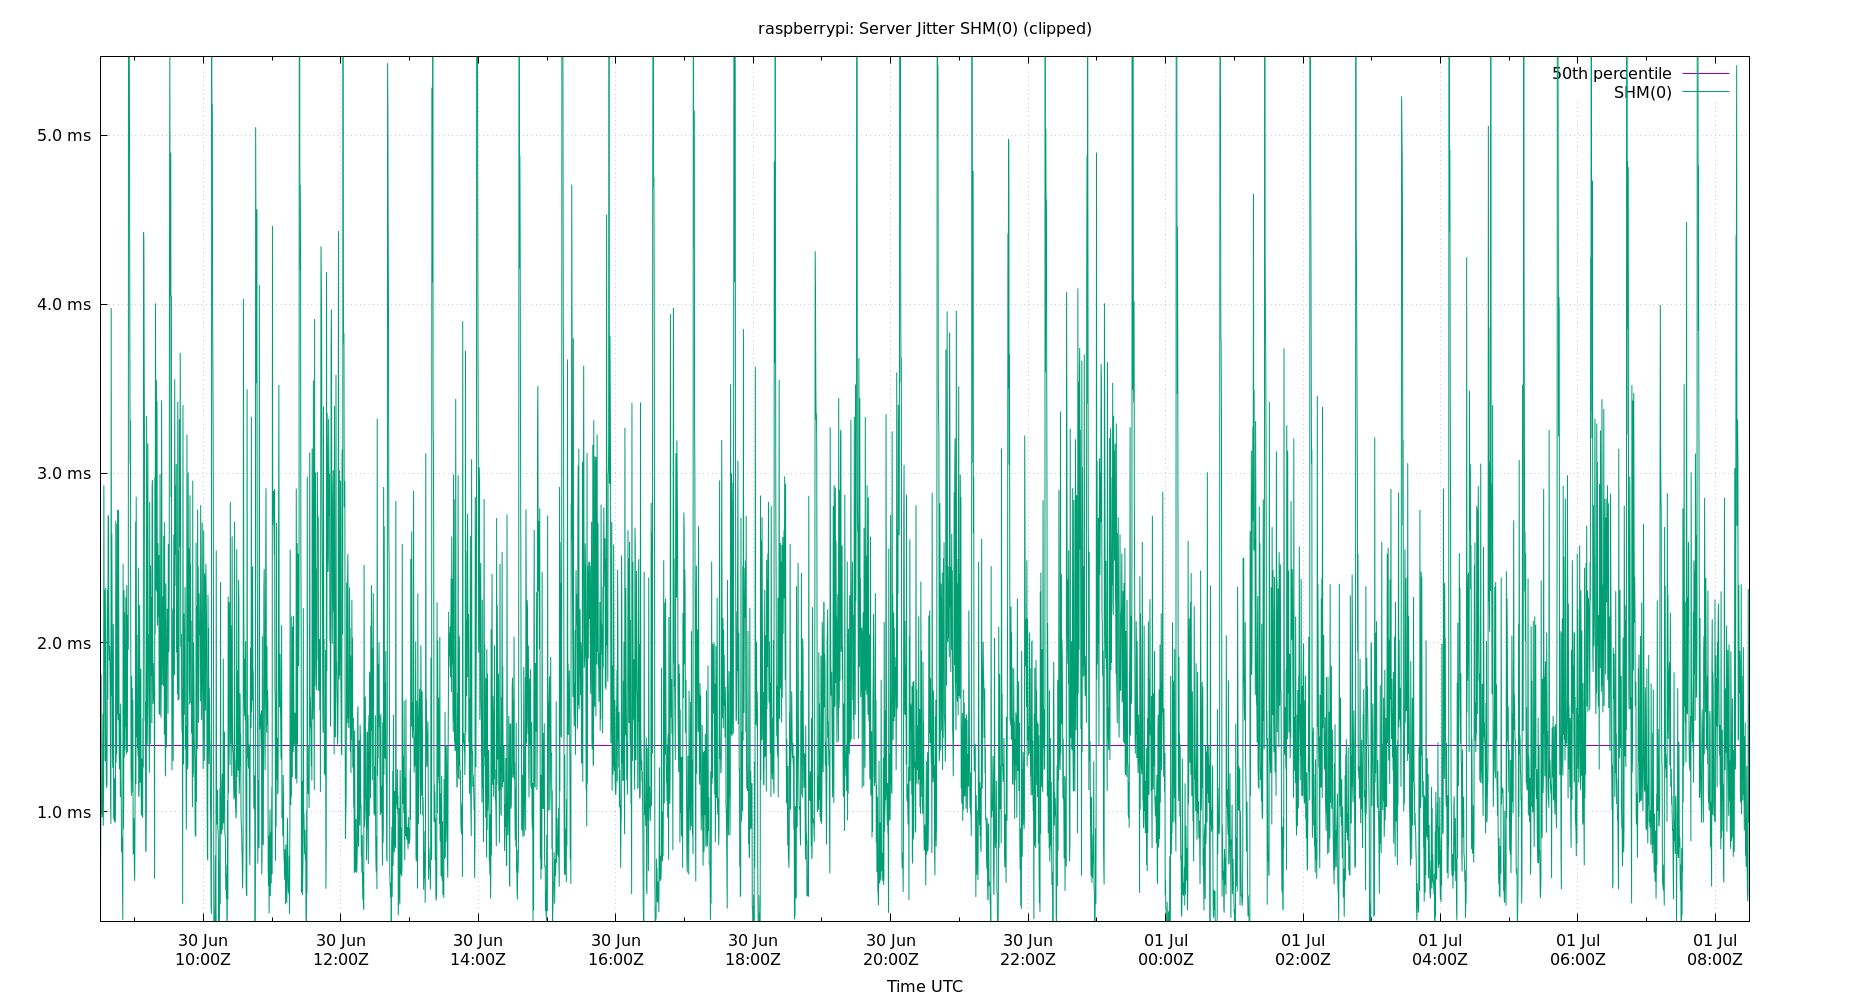 raspberrypi: Server Jitter SHM(0) (clipped)
50th percentile
SHM(0)
5.0 ms
4.0 ms
3.0 ms
2.0 ms
1.0 ms
30 Jun 30 Jun 30 Jun 30 Jun 30 Jun 30 Jun 30 Jun 01 Jul 01 Jul 01 Jul 01 Jul 01 Jul
10:00Z 12:00Z 14:00Z 16:00Z 18:00Z 20:00Z 22:00Z 00:00Z 02:00Z 04:00Z 06:00Z 08:00Z
Time UTC